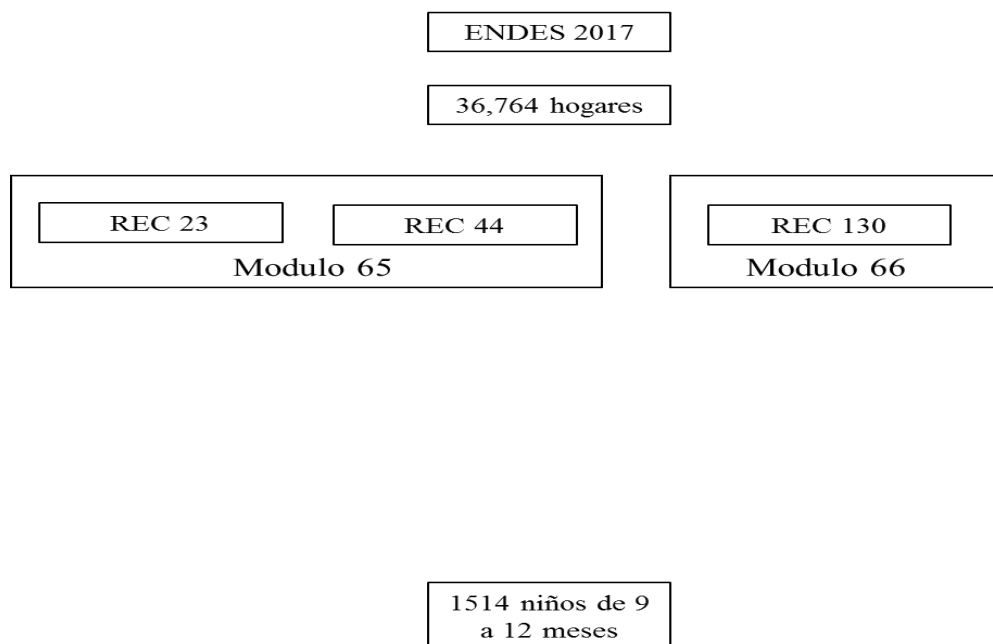 ENDES 2017
36,764 hogares
REC 23
REC 44
Modulo 65
REC 130
Modulo 66
1514 niños de 9
a 12 meses